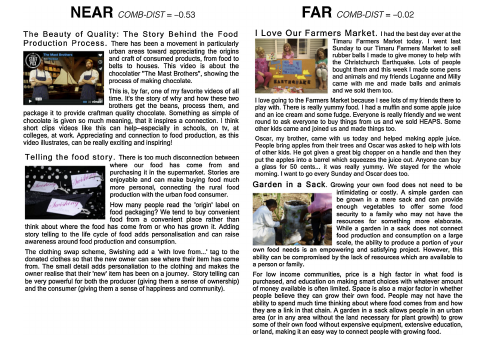 NEAR COMB-DIST = −0.53
The Beauty of Quality: The Story Behind the Food
Production Process. There has been a movement in particularly
urban areas toward appreciating the origins
and craft of consumed products, from food to
belts to houses. This video is about the
chocolatier "The Mast Brothers", showing the
process of making chocolate.
This is, by far, one of my favorite videos of all
time. It's the story of why and how these two
brothers get the beans, process them, and
package it to provide craftman quality chocolate. Something as simple of
chocolate is given so much meaning, that it inspires a connection. I think
short clips videos like this can help--especially in schools, on tv, at
colleges, at work. Appreciating and connection to food production, as this
video illustrates, can be really exciting and inspiring!
Telling the food story. There is too much disconnection between
where our food has come from and
purchasing it in the supermarket. Stories are
enjoyable and can make buying food much
more personal, connecting the rural food
production with the urban food consumer.
How many people read the 'origin' label on
food packaging? We tend to buy convenient
food from a convenient place rather than
think about where the food has come from or who has grown it. Adding
story telling to the life cycle of food adds personalisation and can raise
awareness around food production and consumption.
The clothing swap scheme, Swishing add a 'with love from...' tag to the
donated clothes so that the new owner can see where their item has come
from. The small detail adds personalisation to the clothing and makes the
owner realise that their 'new' item has been on a journey. Story telling can
be very powerful for both the producer (giving them a sense of ownership)
and the consumer (giving them a sense of happiness and community).
FAR COMB-DIST = −0.02
I Love Our Farmers Market. I had the best day ever at the
Timaru Farmers Market today. I went last
Sunday to our Timaru Farmers Market to sell
rubber balls I made to give money to help with
the Christchurch Earthquake. Lots of people
bought them and this week I made some pens
and animals and my friends Loganne and Milly
came with me and made balls and animals
and we sold them too.
I love going to the Farmers Market because I see lots of my friends there to
play with. There is really yummy food. I had a muffin and some apple juice
and an ice cream and some fudge. Everyone is really friendly and we went
round to ask everyone to buy things from us and we sold HEAPS. Some
other kids came and joined us and made things too.
Oscar, my brother, came with us today and helped making apple juice.
People bring apples from their trees and Oscar was asked to help with lots
of other kids. He got given a great big chopper on a handle and then they
put the apples into a barrel which squeezes the juice out. Anyone can buy
a glass for 50 cents... it was really yummy. We stayed for the whole
morning. I want to go every Sunday and Oscar does too.
Garden in a Sack. Growing your own food does not need to be
intimidating or costly. A simple garden can
be grown in a mere sack and can provide
enough vegetables to offer some food
security to a family who may not have the
resources for something more elaborate.
While a garden in a sack does not connect
food production and consumption on a large
scale, the ability to produce a portion of your
own food needs is an empowering and satisfying project. However, this
ability can be compromised by the lack of resources which are available to
a person or family.
For low income communities, price is a high factor in what food is
purchased, and education on making smart choices with whatever amount
of money available is often limited. Space is also a major factor in whether
people believe they can grow their own food. People may not have the
ability to spend much time thinking about where food comes from and how
they are a link in that chain. A garden in a sack allows people in an urban
area (or in any area without the land necessary for plant growth) to grow
some of their own food without expensive equipment, extensive education,
or land, making it an easy way to connect people with growing food.